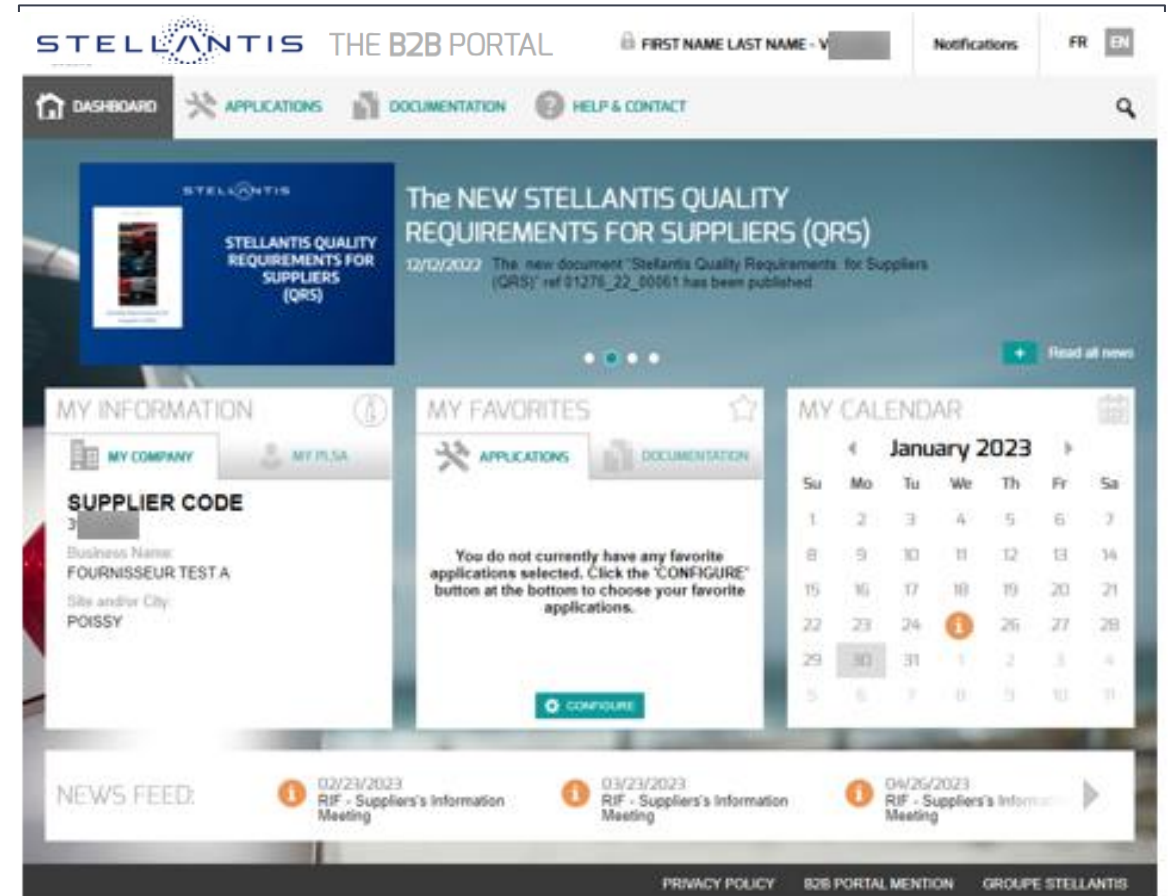 STELLANTIS THE B2B PORTAL
FIRST NAME LAST NAME - V
Notifications
FR EN
DASHBOARD
APPLICATIONS
DOCUMENTATION
HELP & CONTACT
STELLANTIS
STELLANTIS QUALITY
REQUIREMENTS FOR
SUPPLIERS
(QRS)
The NEW STELLANTIS QUALITY
REQUIREMENTS FOR SUPPLIERS (QRS)
12/12/2022 The new document "Stellantis Quality Requirements for Suppliers
(QRS)" ref 01276_22_00061 has been published
+ Read all news
MY INFORMATION
MY COMPANY
MY PLSA
SUPPLIER CODE
3
Business Name:
FOURNISSEUR TEST A
Site and/or City:
POISSY
MY FAVORITES
APPLICATIONS
DOCUMENTATION
You do not currently have any favorite
applications selected. Click the "CONFIGURE"
button at the bottom to choose your favorite
applications.
CONFIGURE
MY CALENDAR
January 2023
Su Mo Tu We Th Fr Sa
1 2 3 4 5 6 7
8 9 10 11 12 13 14
15 16 17 18 19 20 21
22 23 24 i 26 27 28
29 30 31 1 2 3 4
5 6 7 8 9 10 11
NEWS FEED:
02/23/2023
RIF - Suppliers's Information
Meeting
03/23/2023
RIF - Suppliers's Information
Meeting
04/26/2023
RIF - Suppliers's Information
Meeting
PRIVACY POLICY
B2B PORTAL MENTION
GROUPE STELLANTIS